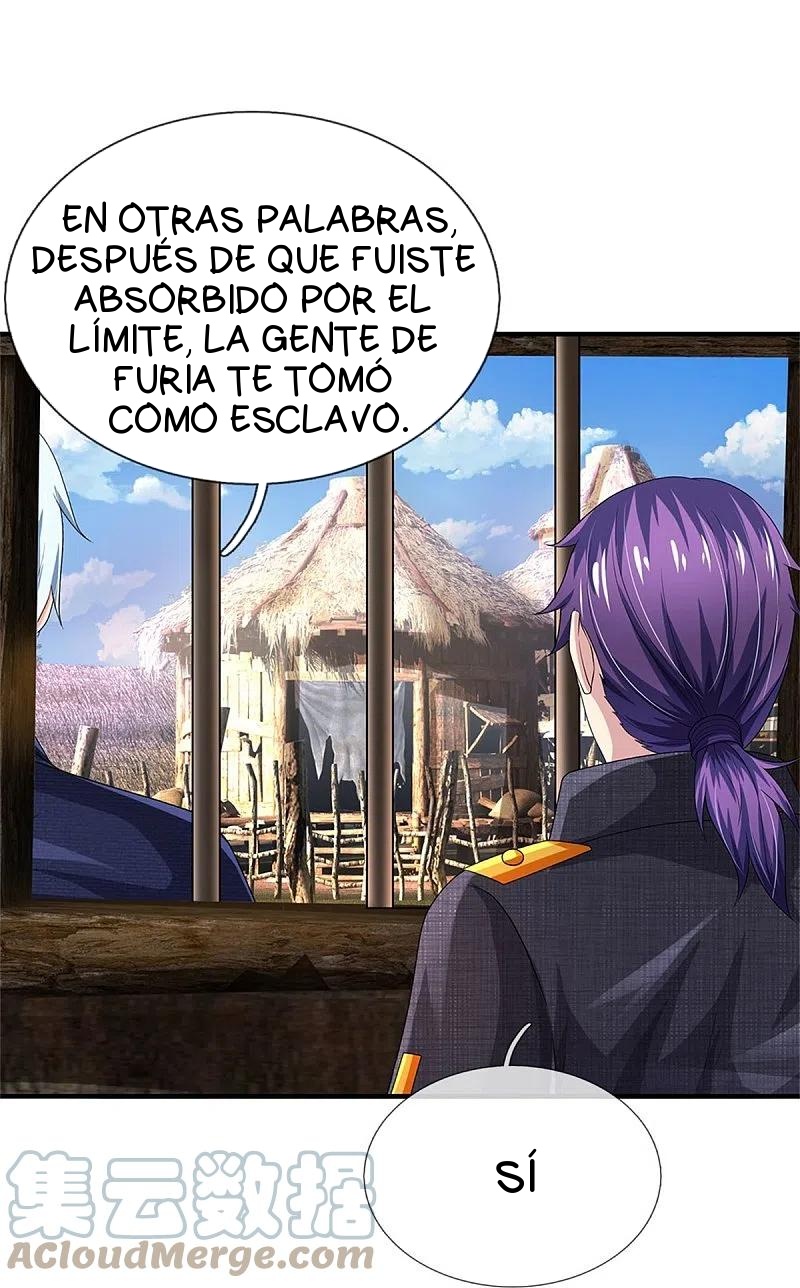 EN OTRAS PALABRAS,
DESPUÉS DE QUE FUISTE
ABSORBIDO POR EL
LÍMITE, LA GENTE DE
FURIA TE TOMÓ
COMO ESCLAVO.
SÍ
集云数据
ACloudMerge.com